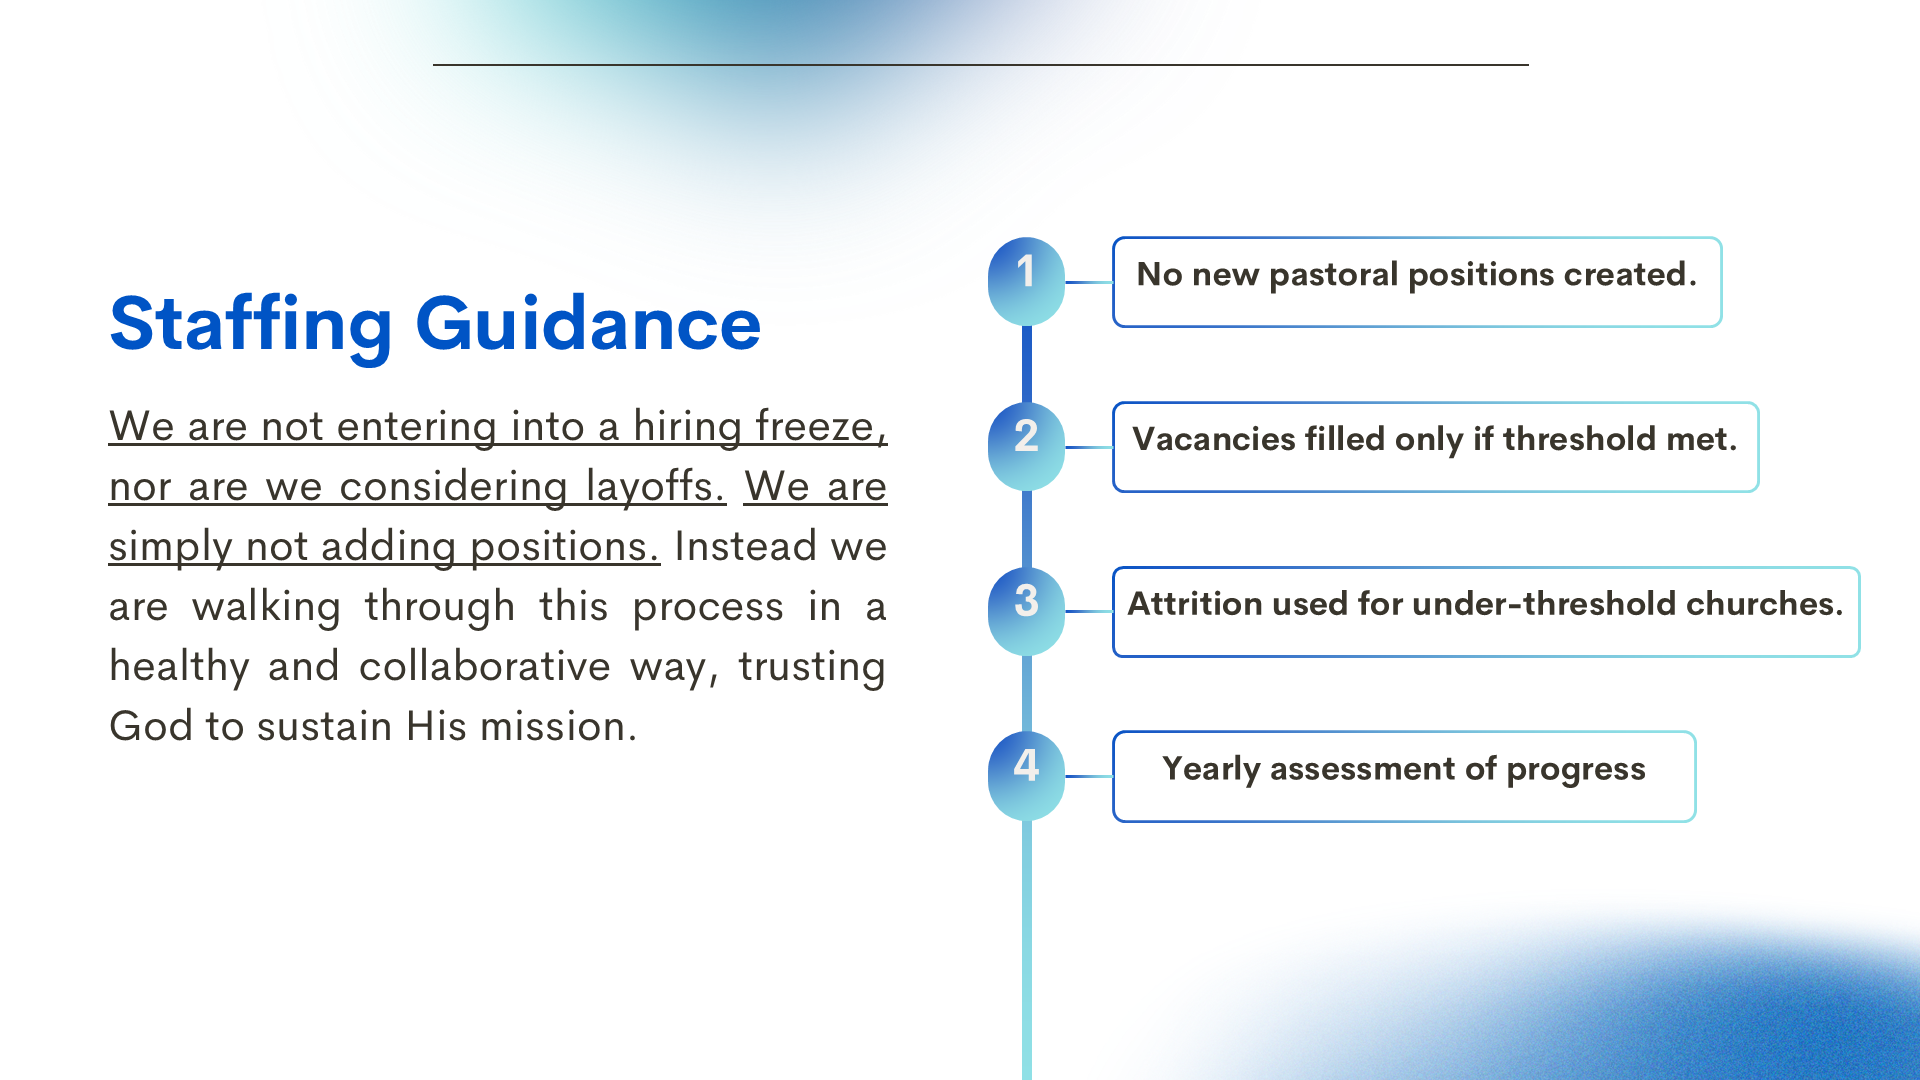 Staffing Guidance
We are not entering into a hiring freeze,
nor are we considering layoffs. We are
simply not adding positions. Instead we
are walking through this process in a
healthy and collaborative way, trusting
God to sustain His mission.
1
No new pastoral positions created.
2
Vacancies filled only if threshold met.
3
Attrition used for under-threshold churches.
4
Yearly assessment of progress